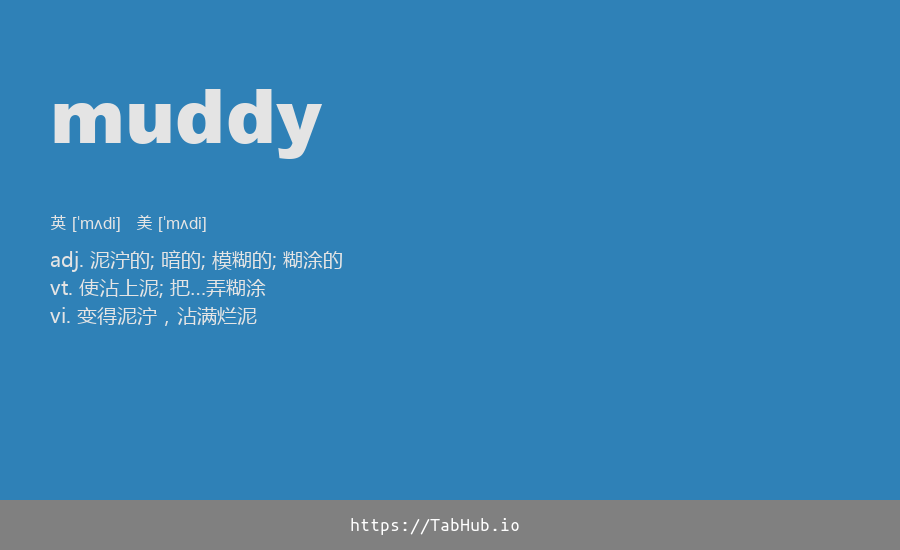 muddy
英 [ˈmʌdi]   美 [ˈmʌdi]
adj. 泥泞的; 暗的; 模糊的; 糊涂的
vt. 使沾上泥; 把...弄糊涂
vi. 变得泥泞，沾满烂泥
https://TabHub.io